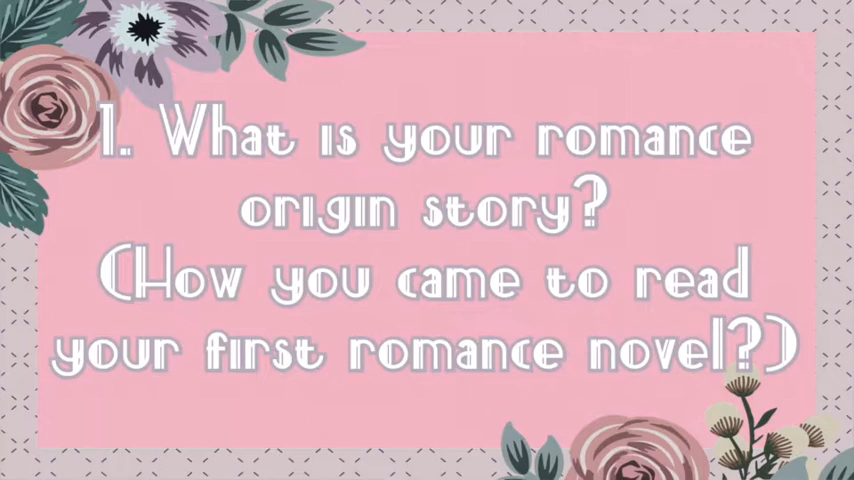 1. What is your romance
origin story?
(How you came to read
your first romance novel?)